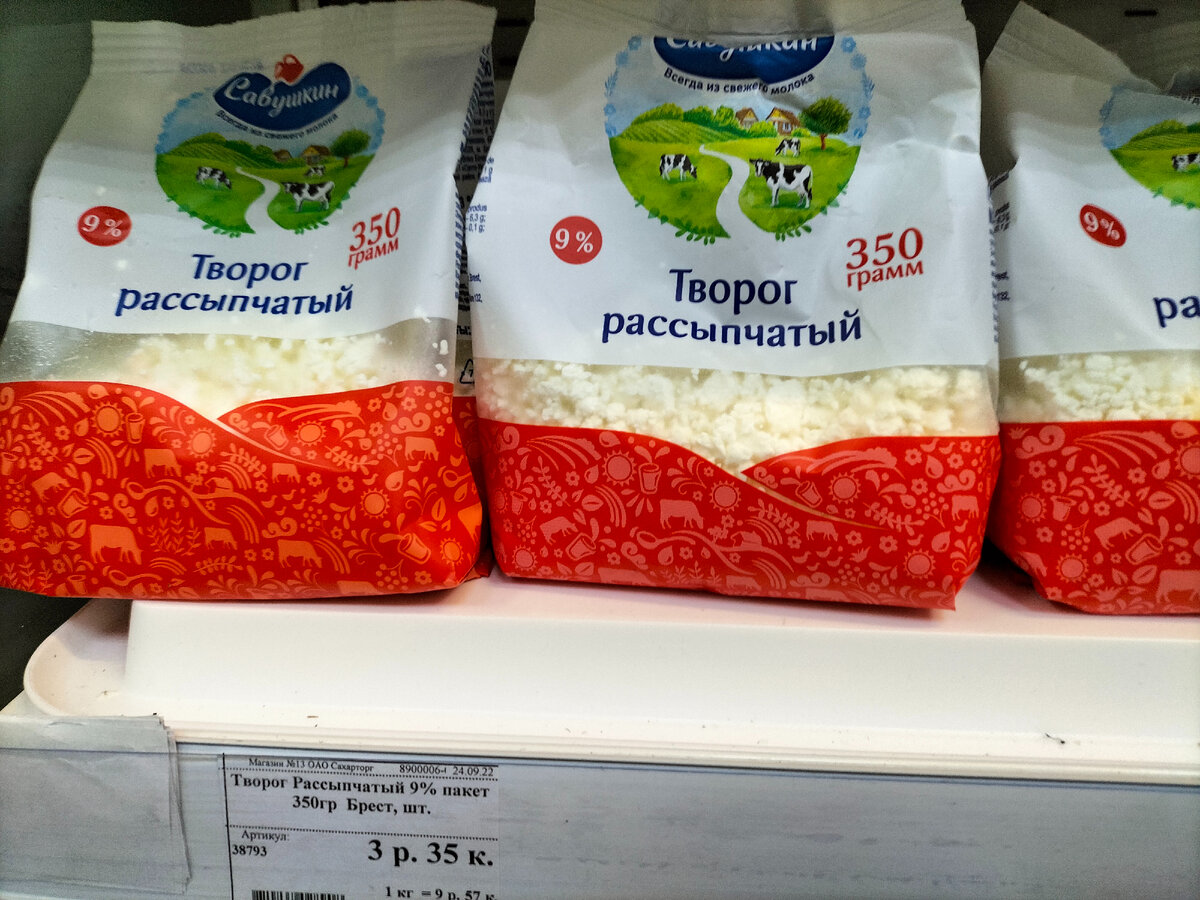 Савушкин
Всегда из свежего молока
9%
350
грамм
Творог
рассыпчатый
Савушкин
Всегда из свежего молока
9%
350
грамм
Творог
рассыпчатый
9%
ра
Магазин №13 ОАО Сахарторг 8900006-( 24.09.22
Творог Рассыпчатый 9% пакет
350гр Брест, шт.
Артикул:
38793
3 р. 35 к.
1 кг = 9 р. 57 к